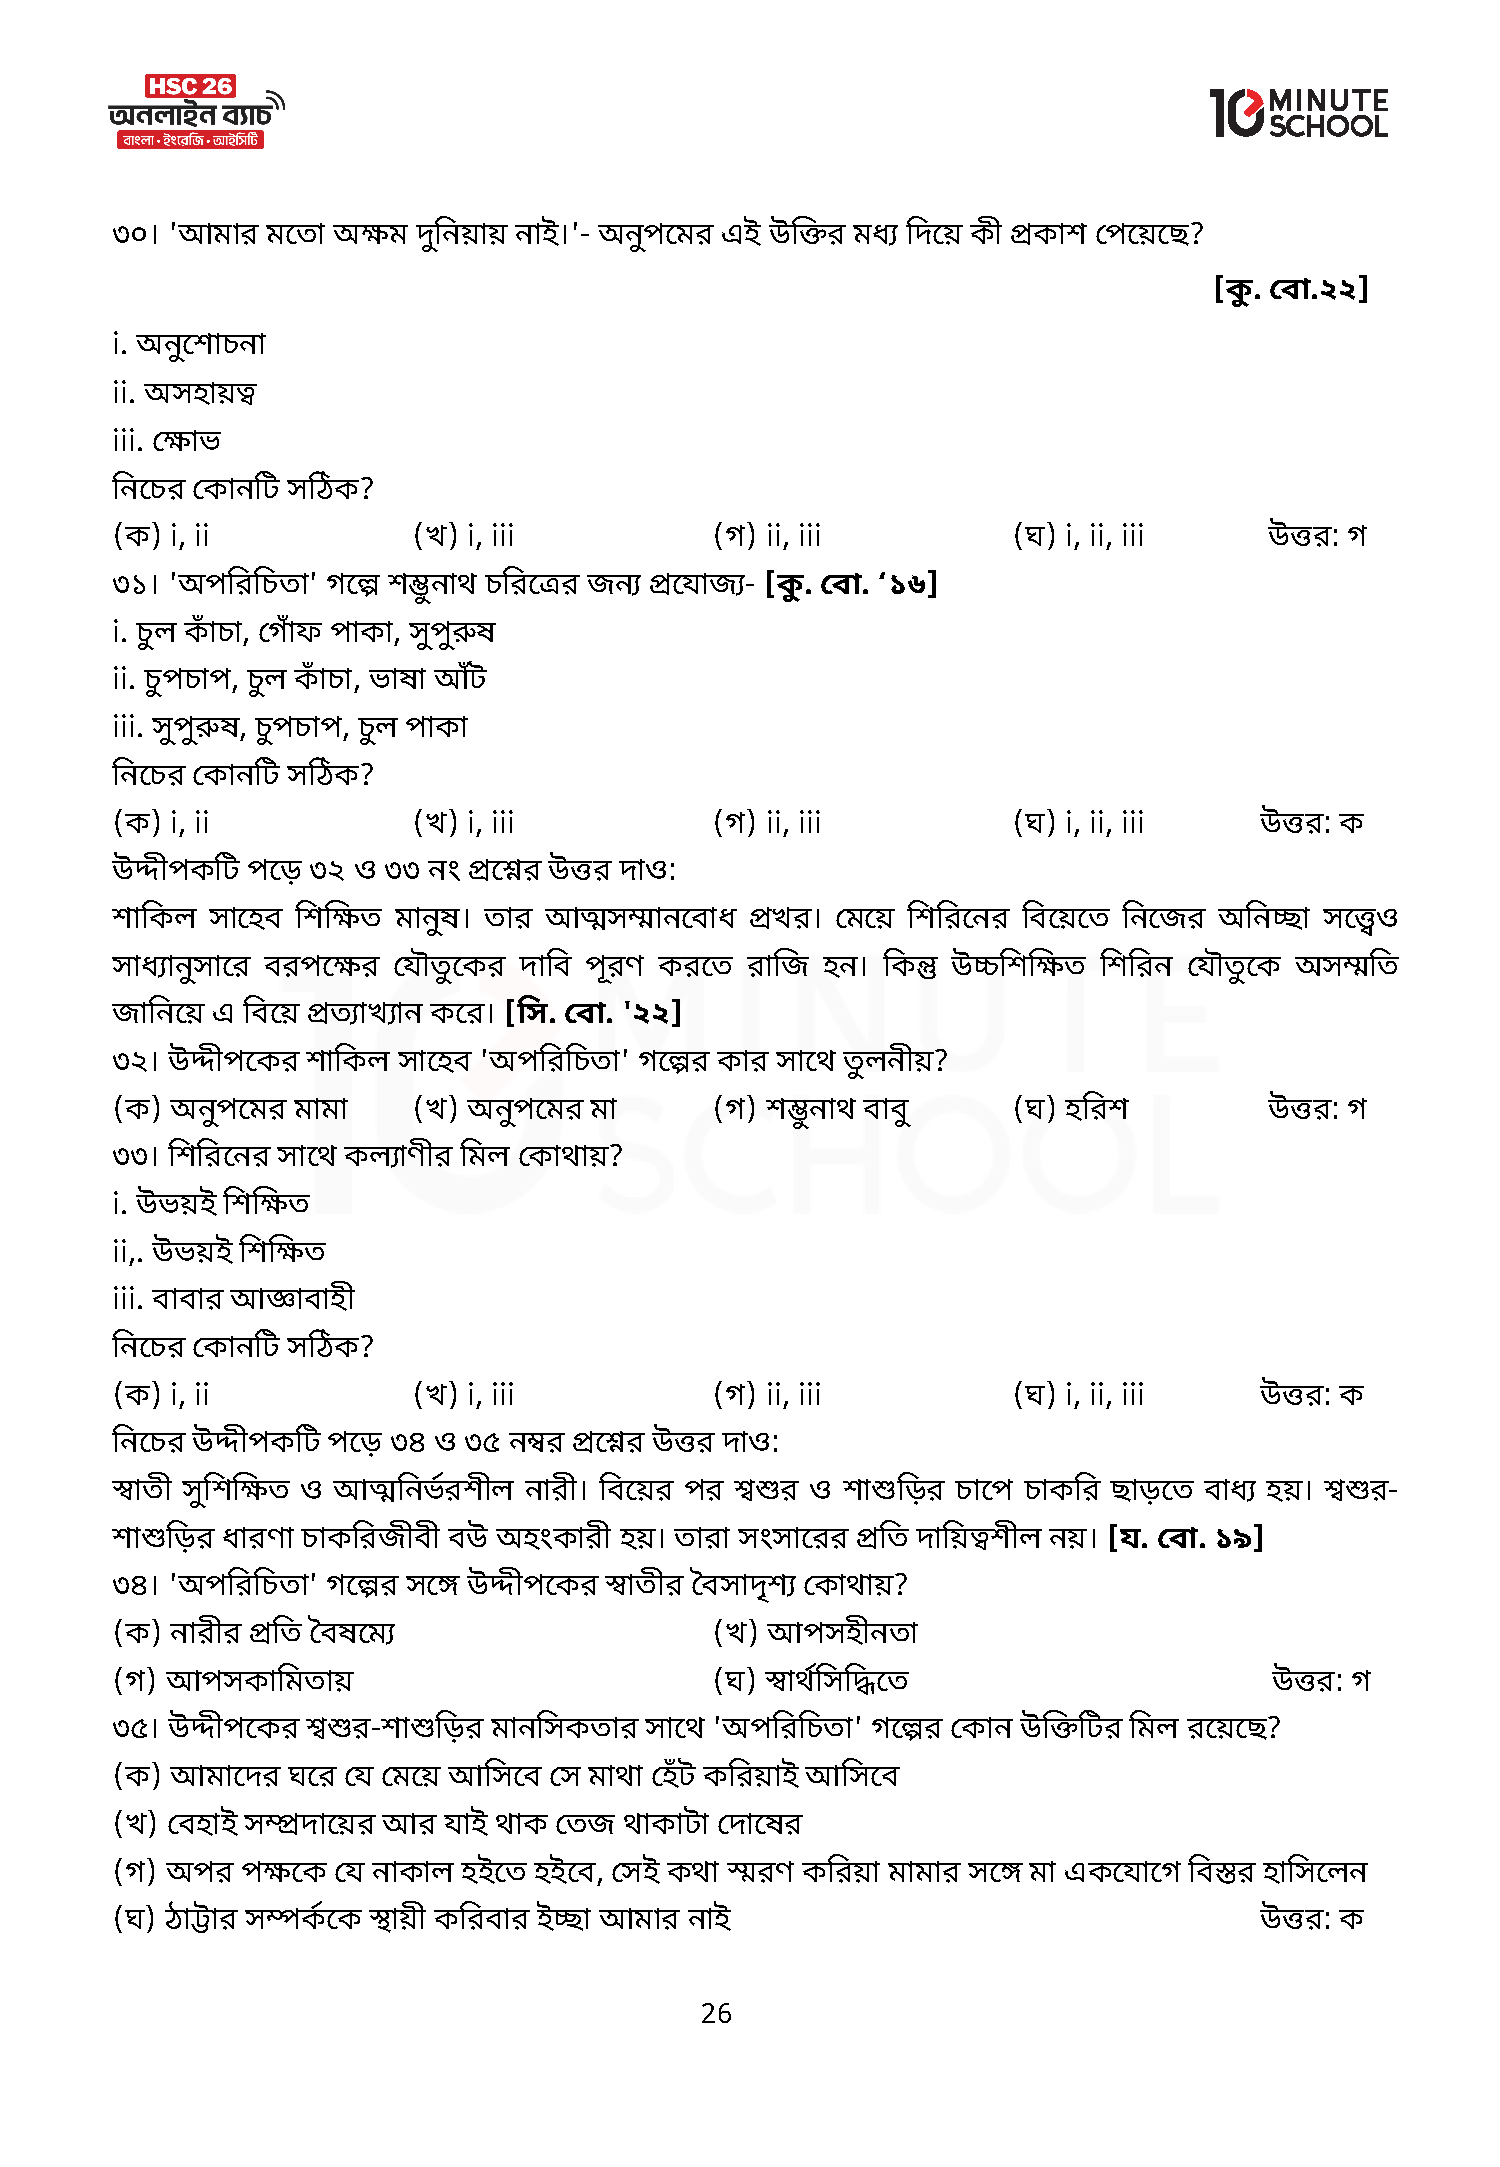 HSC 26
অনলাইন ব্যাচ
বাংলা • ইংরেজি • আইসিটি
10 MINUTE SCHOOL
৩০। 'আমার মতো অক্ষম দুনিয়ায় নাই।'- অনুপমের এই উক্তির মধ্য দিয়ে কী প্রকাশ পেয়েছে?
[কু. বো.২২]
i. অনুশোচনা
ii. অসহায়ত্ব
iii. ক্ষোভ
নিচের কোনটি সঠিক?
(ক) i, ii (খ) i, iii (গ) ii, iii (ঘ) i, ii, iii উত্তর: গ
৩১। 'অপরিচিতা' গল্পে শম্ভুনাথ চরিত্রের জন্য প্রযোজ্য- [কু. বো. ‘১৬]
i. চুল কাঁচা, গোঁফ পাকা, সুপুরুষ
ii. চুপচাপ, চুল কাঁচা, ভাষা আঁট
iii. সুপুরুষ, চুপচাপ, চুল পাকা
নিচের কোনটি সঠিক?
(ক) i, ii (খ) i, iii (গ) ii, iii (ঘ) i, ii, iii উত্তর: ক
উদ্দীপকটি পড়ে ৩২ ও ৩৩ নং প্রশ্নের উত্তর দাও:
শাকিল সাহেব শিক্ষিত মানুষ। তার আত্মসম্মানবোধ প্রখর। মেয়ে শিরিনের বিয়েতে নিজের অনিচ্ছা সত্ত্বেও
সাধ্যানুসারে বরপক্ষের যৌতুকের দাবি পূরণ করতে রাজি হন। কিন্তু উচ্চশিক্ষিত শিরিন যৌতুকে অসম্মতি
জানিয়ে এ বিয়ে প্রত্যাখ্যান করে। [সি. বো. '২২]
৩২। উদ্দীপকের শাকিল সাহেব 'অপরিচিতা' গল্পের কার সাথে তুলনীয়?
(ক) অনুপমের মামা (খ) অনুপমের মা (গ) শম্ভুনাথ বাবু (ঘ) হরিশ উত্তর: গ
৩৩। শিরিনের সাথে কল্যাণীর মিল কোথায়?
i. উভয়ই শিক্ষিত
ii,. উভয়ই শিক্ষিত
iii. বাবার আজ্ঞাবাহী
নিচের কোনটি সঠিক?
(ক) i, ii (খ) i, iii (গ) ii, iii (ঘ) i, ii, iii উত্তর: ক
নিচের উদ্দীপকটি পড়ে ৩৪ ও ৩৫ নম্বর প্রশ্নের উত্তর দাও:
স্বাতী সুশিক্ষিত ও আত্মনির্ভরশীল নারী। বিয়ের পর শ্বশুর ও শাশুড়ির চাপে চাকরি ছাড়তে বাধ্য হয়। শ্বশুর-
শাশুড়ির ধারণা চাকরিজীবী বউ অহংকারী হয়। তারা সংসারের প্রতি দায়িত্বশীল নয়। [য. বো. ১৯]
৩৪। 'অপরিচিতা' গল্পের সঙ্গে উদ্দীপকের স্বাতীর বৈসাদৃশ্য কোথায়?
(ক) নারীর প্রতি বৈষম্যে (খ) আপসহীনতা
(গ) আপসকামিতায় (ঘ) স্বার্থসিদ্ধিতে উত্তর: গ
৩৫। উদ্দীপকের শ্বশুর-শাশুড়ির মানসিকতার সাথে 'অপরিচিতা' গল্পের কোন উক্তিটির মিল রয়েছে?
(ক) আমাদের ঘরে যে মেয়ে আসিবে সে মাথা হেঁট করিয়াই আসিবে
(খ) বেহাই সম্প্রদায়ের আর যাই থাক তেজ থাকাটা দোষের
(গ) অপর পক্ষকে যে নাকাল হইতে হইবে, সেই কথা স্মরণ করিয়া মামার সঙ্গে মা একযোগে বিস্তর হাসিলেন
(ঘ) ঠাট্টার সম্পর্ককে স্থায়ী করিবার ইচ্ছা আমার নাই উত্তর: ক
26